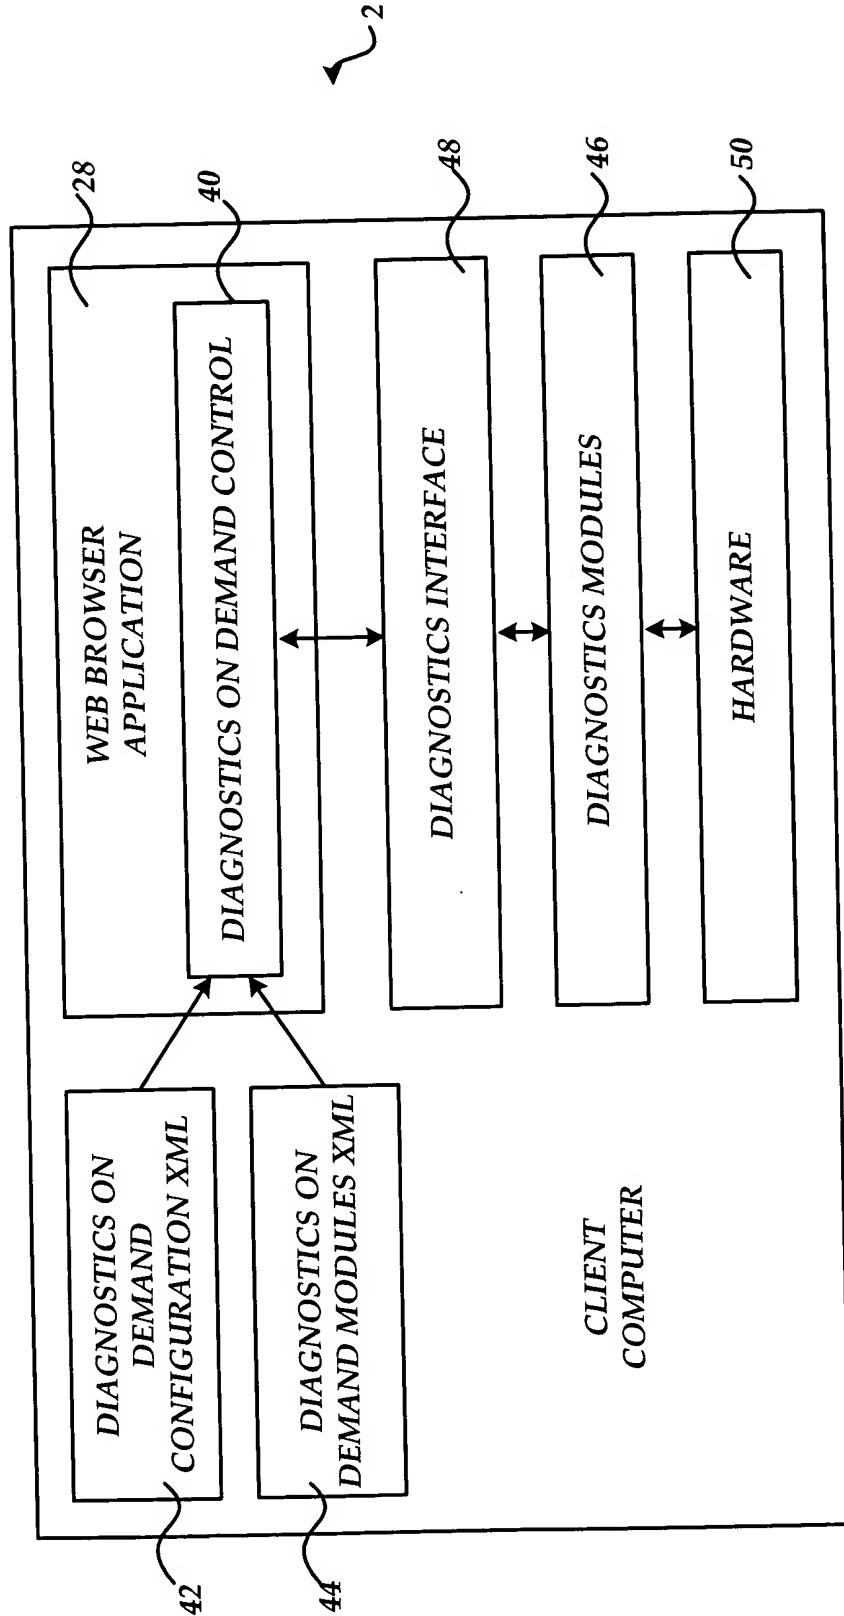 2
28
WEB BROWSER
APPLICATION
40
DIAGNOSTICS ON DEMAND CONTROL
42
DIAGNOSTICS ON
DEMAND
CONFIGURATION XML
44
DIAGNOSTICS ON
DEMAND MODULES XML
48
DIAGNOSTICS INTERFACE
46
DIAGNOSTICS MODULES
50
HARDWARE
CLIENT
COMPUTER